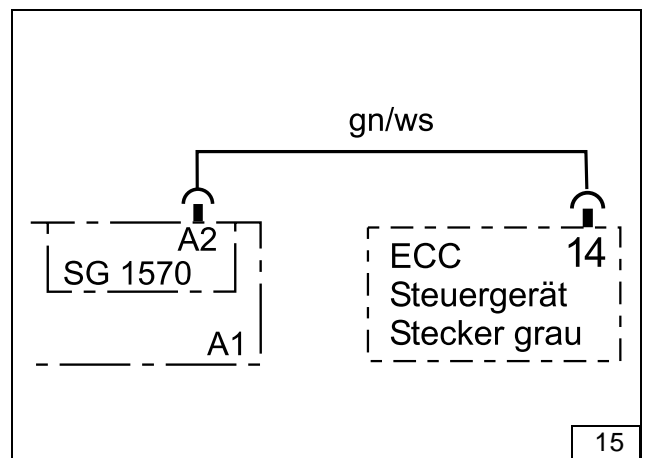 gn/ws
A2
SG 1570
A1
14
ECC
Steuergerät
Stecker grau
15